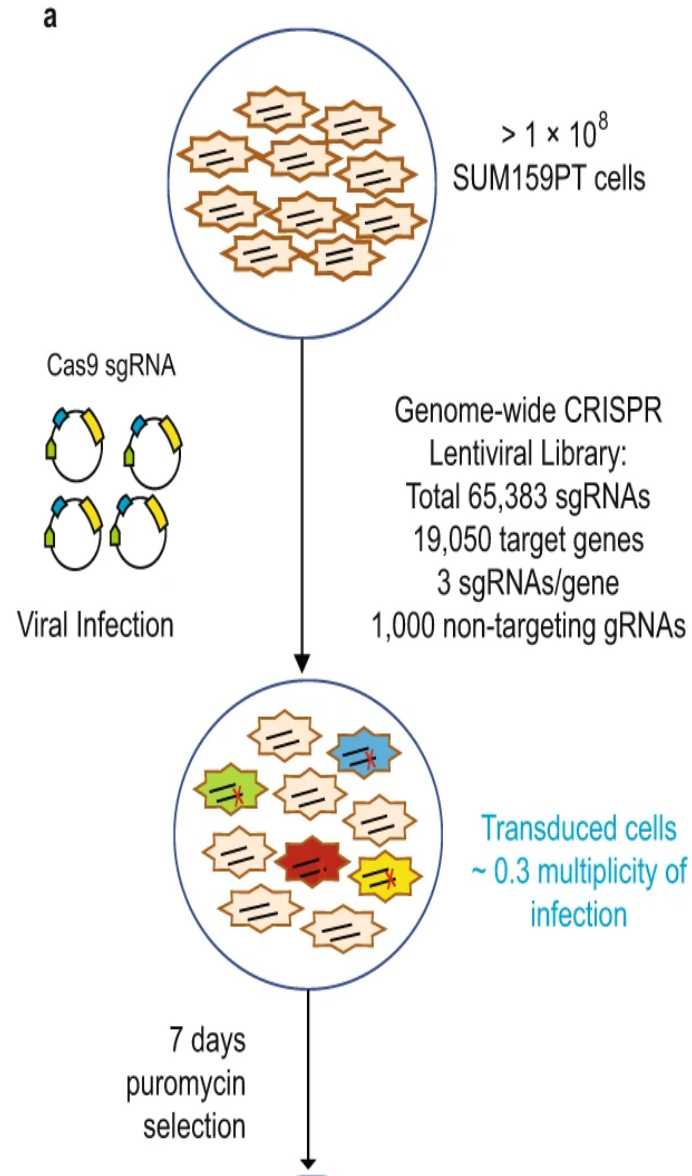 a
> 1 × 10⁸
SUM159PT cells
Cas9 sgRNA
Viral Infection
Genome-wide CRISPR
Lentiviral Library:
Total 65,383 sgRNAs
19,050 target genes
3 sgRNAs/gene
1,000 non-targeting gRNAs
Transduced cells
~ 0.3 multiplicity of
infection
7 days
puromycin
selection